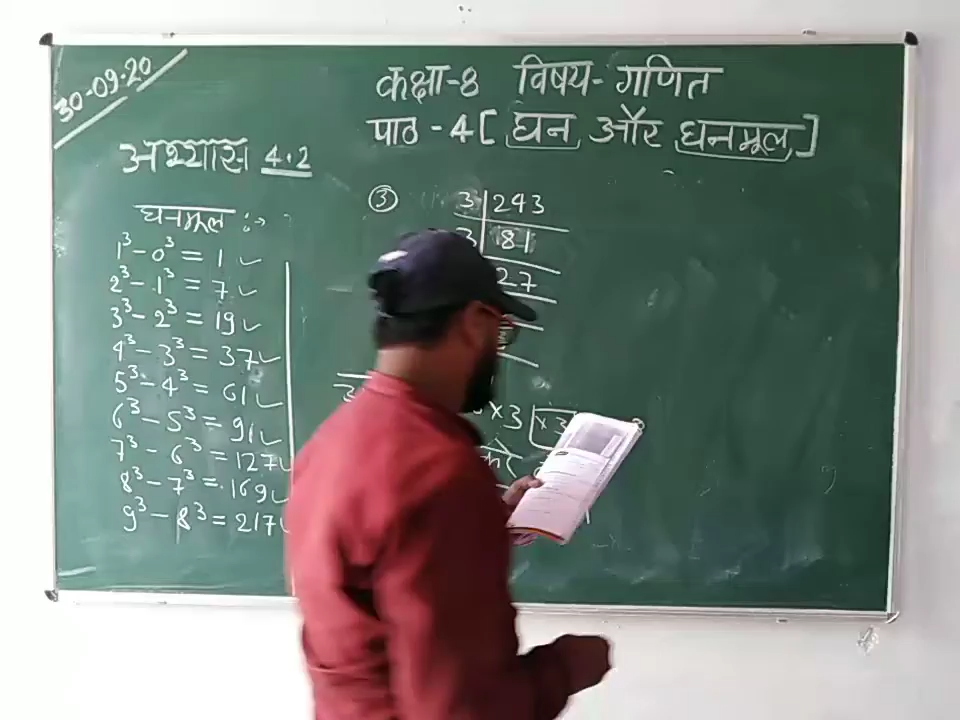 30-09-20
कक्षा-8 विषय- गणित
पाठ - 4 [ घन और घनमूल ]
अभ्यास 4.2
घनमूल :→
1³ - 0³ = 1 ✓
2³ - 1³ = 7 ✓
3³ - 2³ = 19 ✓
4³ - 3³ = 37 ✓
5³ - 4³ = 61 ✓
6³ - 5³ = 91 ✓
7³ - 6³ = 127 ✓
8³ - 7³ = 169 ✓
9³ - 8³ = 217 ✓
③
3 | 243
3 | 81
27
× 3 × 3